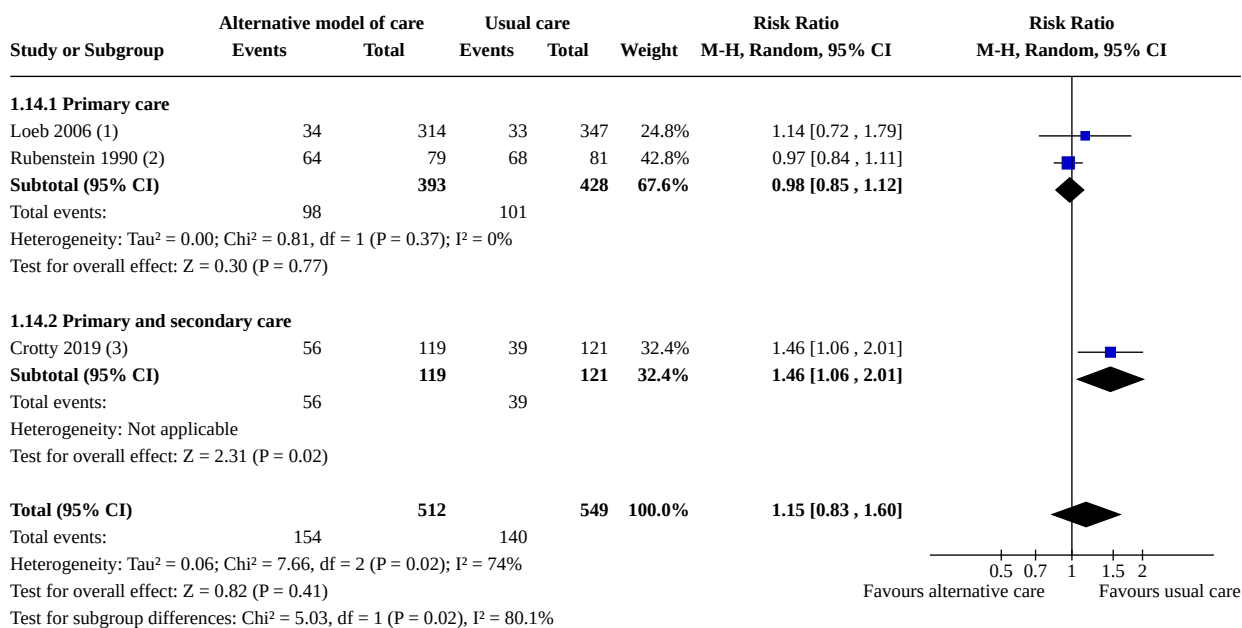 Alternative model of care Usual care Risk Ratio Risk Ratio
Study or Subgroup Events Total Events Total Weight M-H, Random, 95% CI M-H, Random, 95% CI
1.14.1 Primary care
Loeb 2006 (1) 34 314 33 347 24.8% 1.14 [0.72 , 1.79]
Rubenstein 1990 (2) 64 79 68 81 42.8% 0.97 [0.84 , 1.11]
Subtotal (95% CI) 393 428 67.6% 0.98 [0.85 , 1.12]
Total events: 98 101
Heterogeneity: Tau² = 0.00; Chi² = 0.81, df = 1 (P = 0.37); I² = 0%
Test for overall effect: Z = 0.30 (P = 0.77)
1.14.2 Primary and secondary care
Crotty 2019 (3) 56 119 39 121 32.4% 1.46 [1.06 , 2.01]
Subtotal (95% CI) 119 121 32.4% 1.46 [1.06 , 2.01]
Total events: 56 39
Heterogeneity: Not applicable
Test for overall effect: Z = 2.31 (P = 0.02)
Total (95% CI) 512 549 100.0% 1.15 [0.83 , 1.60]
Total events: 154 140
Heterogeneity: Tau² = 0.06; Chi² = 7.66, df = 2 (P = 0.02); I² = 74%
0.5 0.7 1 1.5 2
Test for overall effect: Z = 0.82 (P = 0.41) Favours alternative care Favours usual care
Test for subgroup differences: Chi² = 5.03, df = 1 (P = 0.02), I² = 80.1%